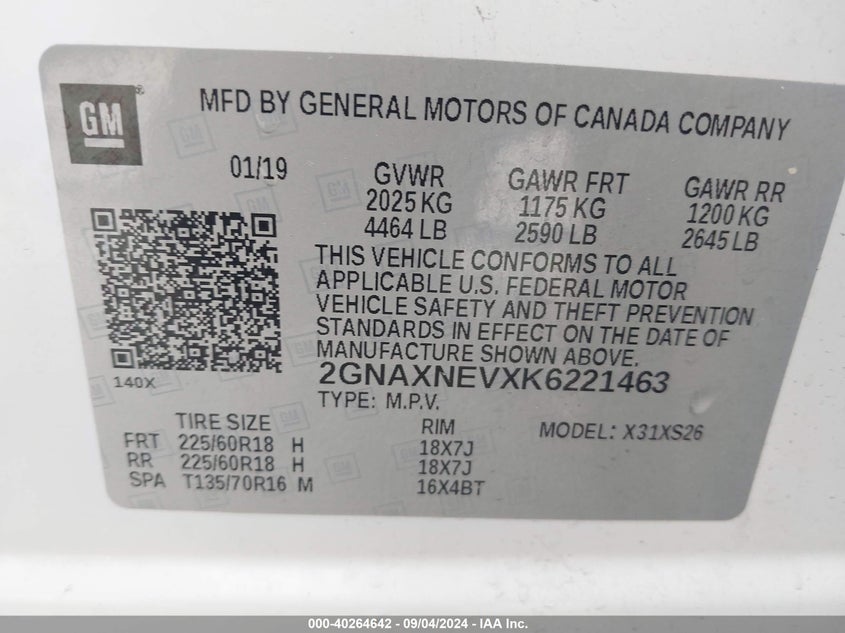 GM®
MFD BY GENERAL MOTORS OF CANADA COMPANY
01/19 GVWR GAWR FRT GAWR RR
2025 KG 1175 KG 1200 KG
4464 LB 2590 LB 2645 LB
THIS VEHICLE CONFORMS TO ALL
APPLICABLE U.S. FEDERAL MOTOR
VEHICLE SAFETY AND THEFT PREVENTION
STANDARDS IN EFFECT ON THE DATE OF
MANUFACTURE SHOWN ABOVE.
140X 2GNAXNEVXK6221463
TYPE: M.P.V.
TIRE SIZE RIM MODEL: X31XS26
FRT 225/60R18 H 18X7J
RR 225/60R18 H 18X7J
SPA T135/70R16 M 16X4BT
000-40264642 - 09/04/2024 - IAA Inc.